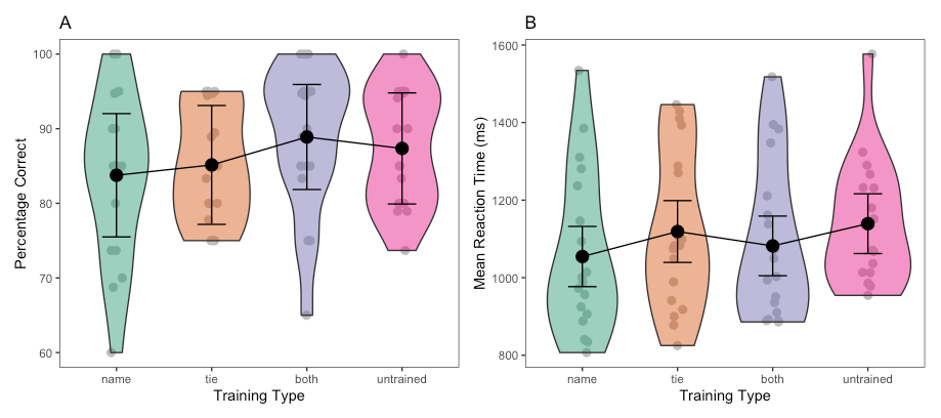 A
Percentage Correct
100
90
80
70
60
name tie both untrained
Training Type
B
Mean Reaction Time (ms)
1600
1400
1200
1000
800
name tie both untrained
Training Type